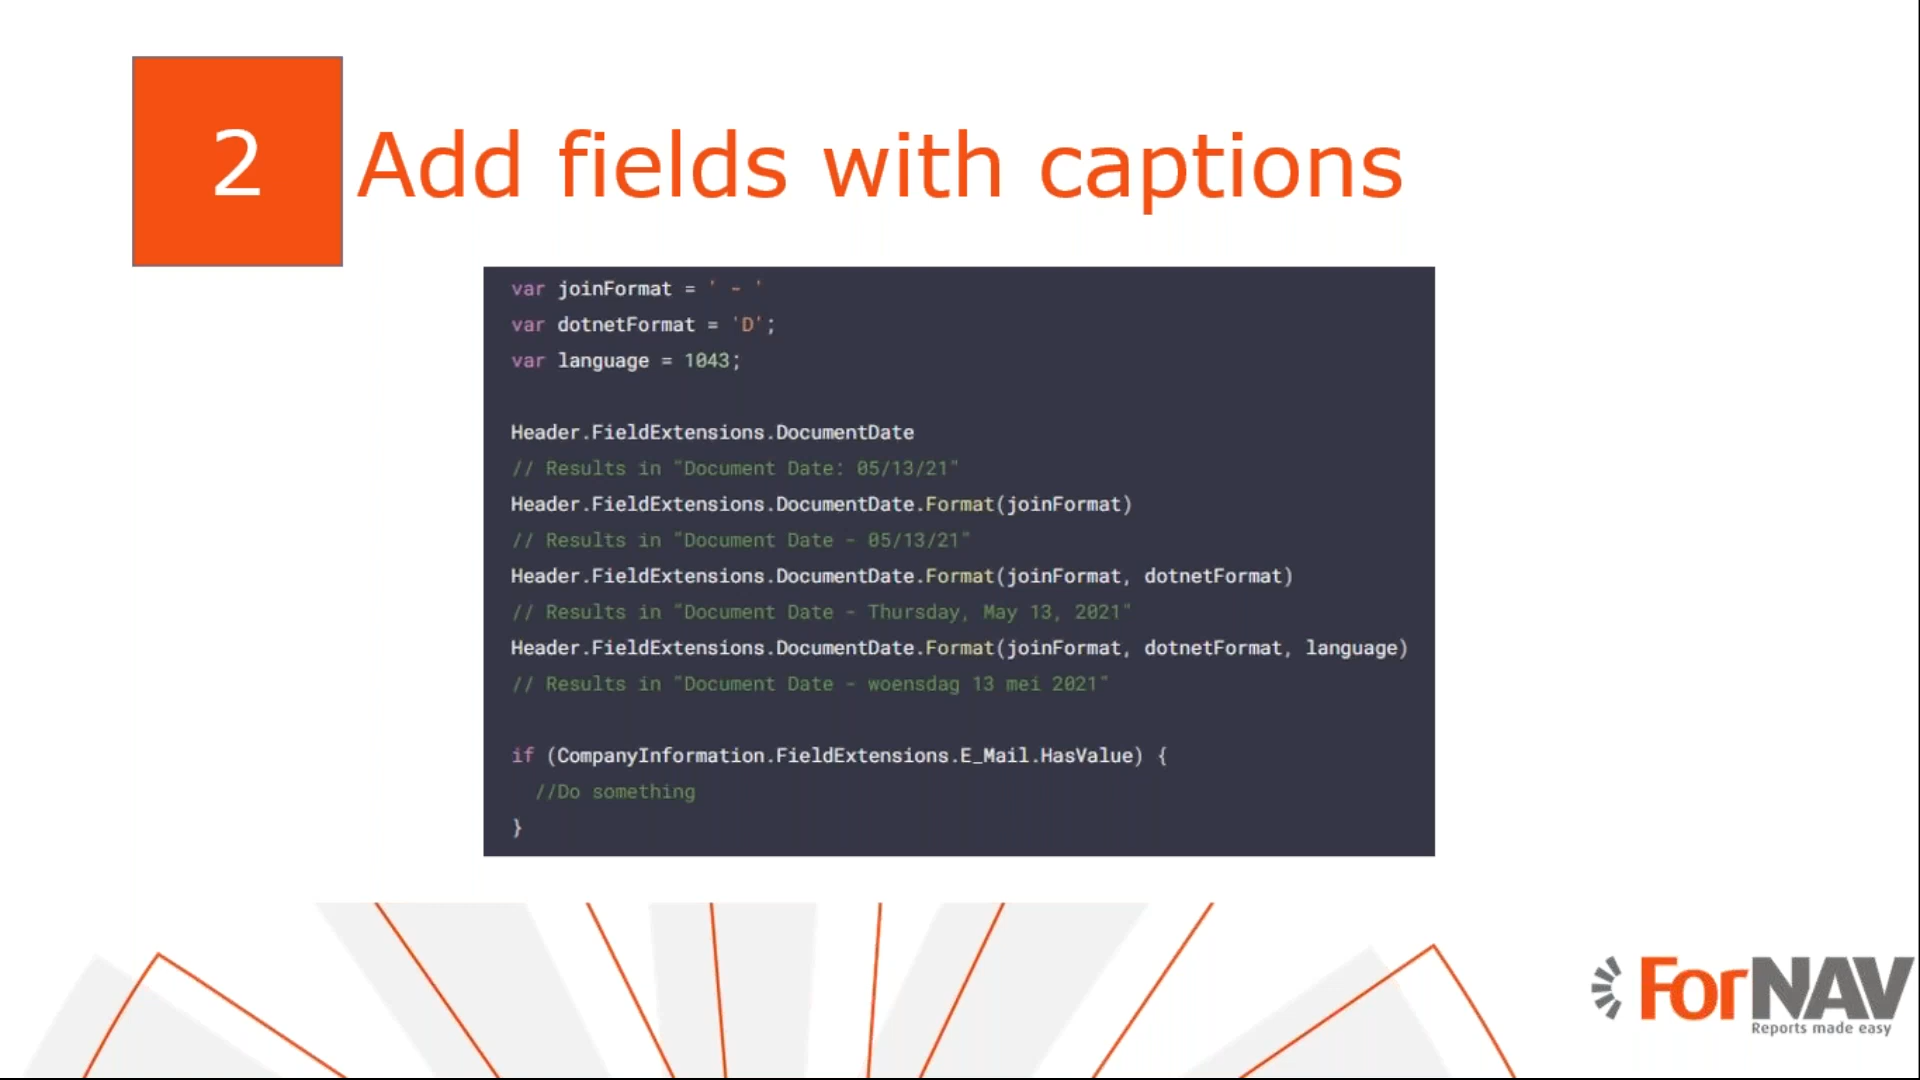 2
Add fields with captions
var joinFormat = ' - '
var dotnetFormat = 'D';
var language = 1043;
Header.FieldExtensions.DocumentDate
// Results in "Document Date: 05/13/21"
Header.FieldExtensions.DocumentDate.Format(joinFormat)
// Results in "Document Date - 05/13/21"
Header.FieldExtensions.DocumentDate.Format(joinFormat, dotnetFormat)
// Results in "Document Date - Thursday, May 13, 2021"
Header.FieldExtensions.DocumentDate.Format(joinFormat, dotnetFormat, language)
// Results in "Document Date - woensdag 13 mei 2021"
if (CompanyInformation.FieldExtensions.E_Mail.HasValue) {
//Do something
}
ForNAV
Reports made easy